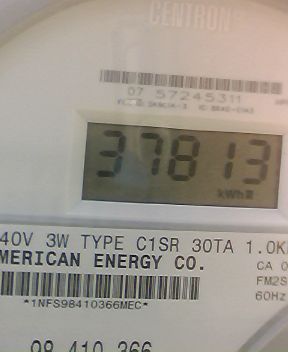 CENTRON
07 57245311
37813
kWh
40V 3W TYPE C1SR 30TA 1.0K
MERICAN ENERGY CO.
CA 0
FM2S
60Hz
*1NFS98410366MEC*
98 410 366